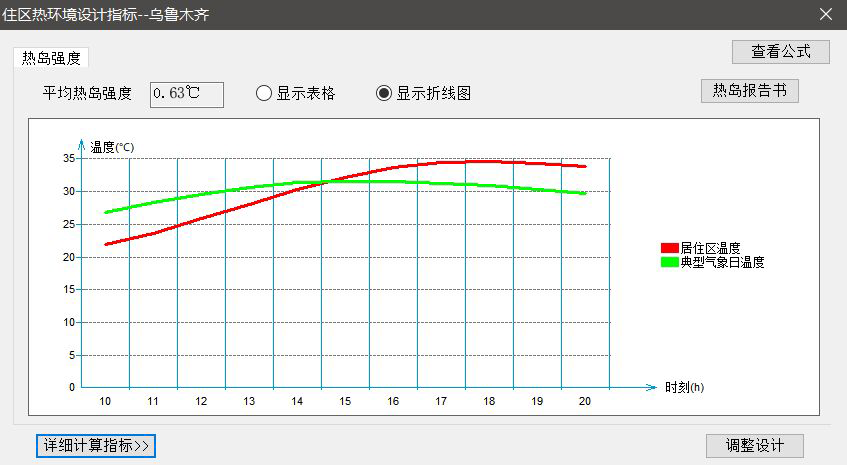 住区热环境设计指标--乌鲁木齐
热岛强度
查看公式
平均热岛强度 0.63℃ 显示表格 显示折线图
热岛报告书
温度(℃)
35
30
25
20
15
10
5
0
居住区温度
典型气象日温度
10 11 12 13 14 15 16 17 18 19 20
时刻(h)
详细计算指标>>
调整设计